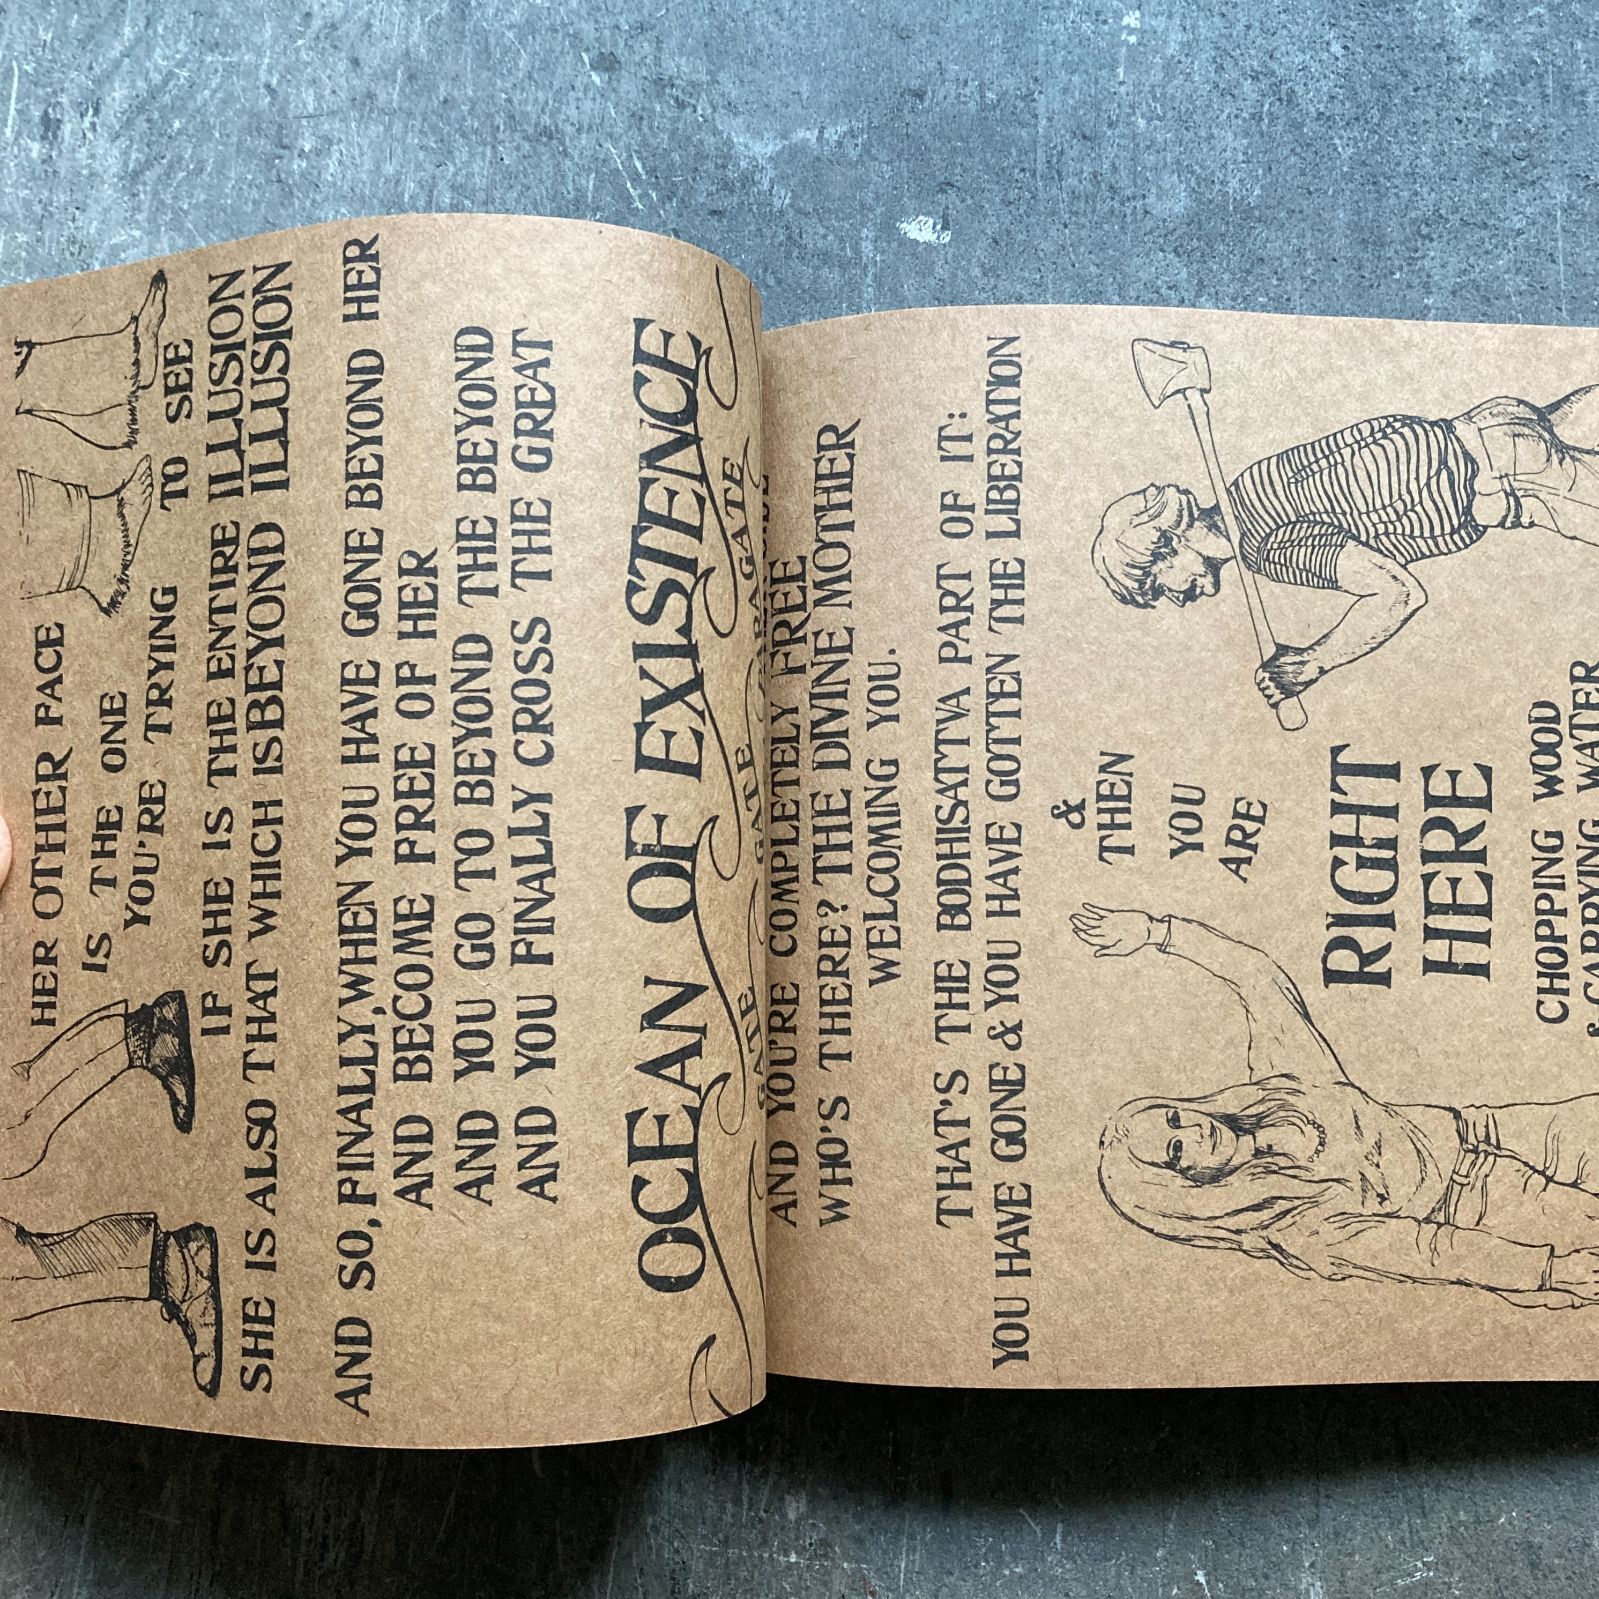 HER OTHER FACE
IS THE ONE
YOU'RE TRYING TO SEE
IF SHE IS THE ENTIRE ILLUSION
SHE IS ALSO THAT WHICH IS BEYOND ILLUSION
AND SO, FINALLY, WHEN YOU HAVE GONE BEYOND HER
AND BECOME FREE OF HER
AND YOU GO TO BEYOND THE BEYOND
AND YOU FINALLY CROSS THE GREAT
OCEAN OF EXISTENCE
GATE GATE
GATE GATE
AND YOU'RE COMPLETELY FREE
WHO'S THERE? THE DIVINE MOTHER
WELCOMING YOU.
THAT'S THE BODHISATTVA PART OF IT:
YOU HAVE GONE & YOU HAVE GOTTEN THE LIBERATION
&
THEN
YOU
ARE
RIGHT
HERE
CHOPPING WOOD
& CARRYING WATER